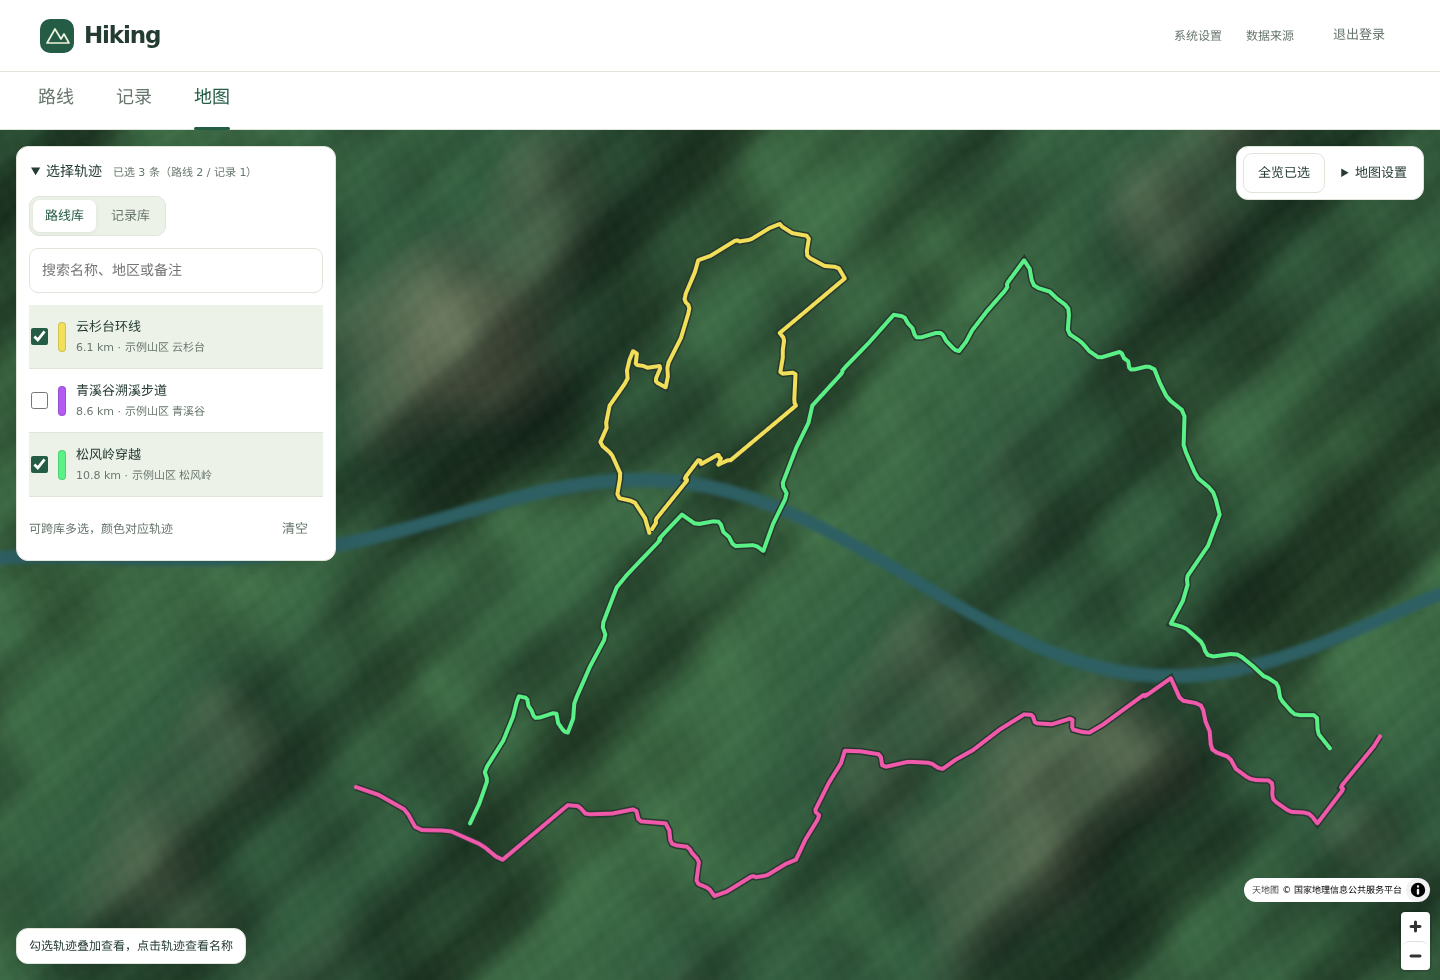 Hiking
系统设置
数据来源
退出登录
路线
记录
地图
选择轨迹 已选 3 条（路线 2 / 记录 1）
路线库
记录库
搜索名称、地区或备注
云杉台环线
6.1 km · 示例山区 云杉台
青溪谷溯溪步道
8.6 km · 示例山区 青溪谷
松风岭穿越
10.8 km · 示例山区 松风岭
可跨库多选，颜色对应轨迹
清空
全览已选
地图设置
天地图 © 国家地理信息公共服务平台
勾选轨迹叠加查看，点击轨迹查看名称